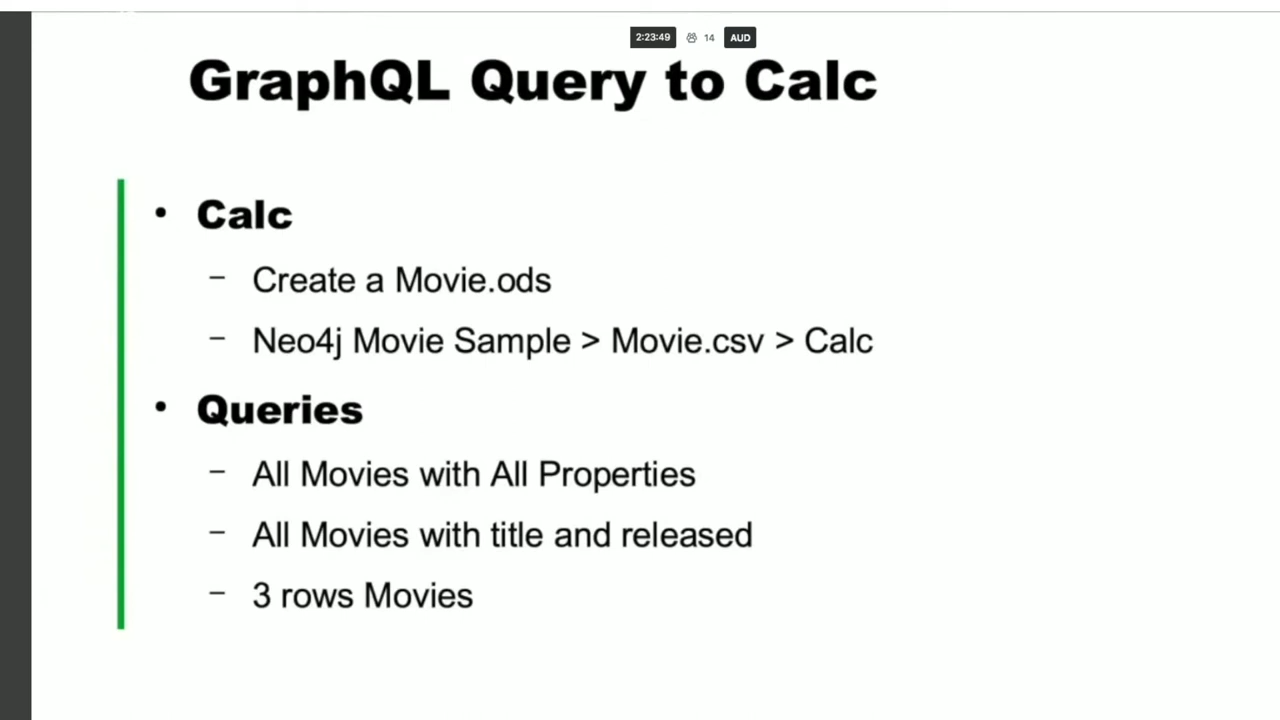 2:23:49 14 AUD
GraphQL Query to Calc
• Calc
– Create a Movie.ods
– Neo4j Movie Sample > Movie.csv > Calc
• Queries
– All Movies with All Properties
– All Movies with title and released
– 3 rows Movies